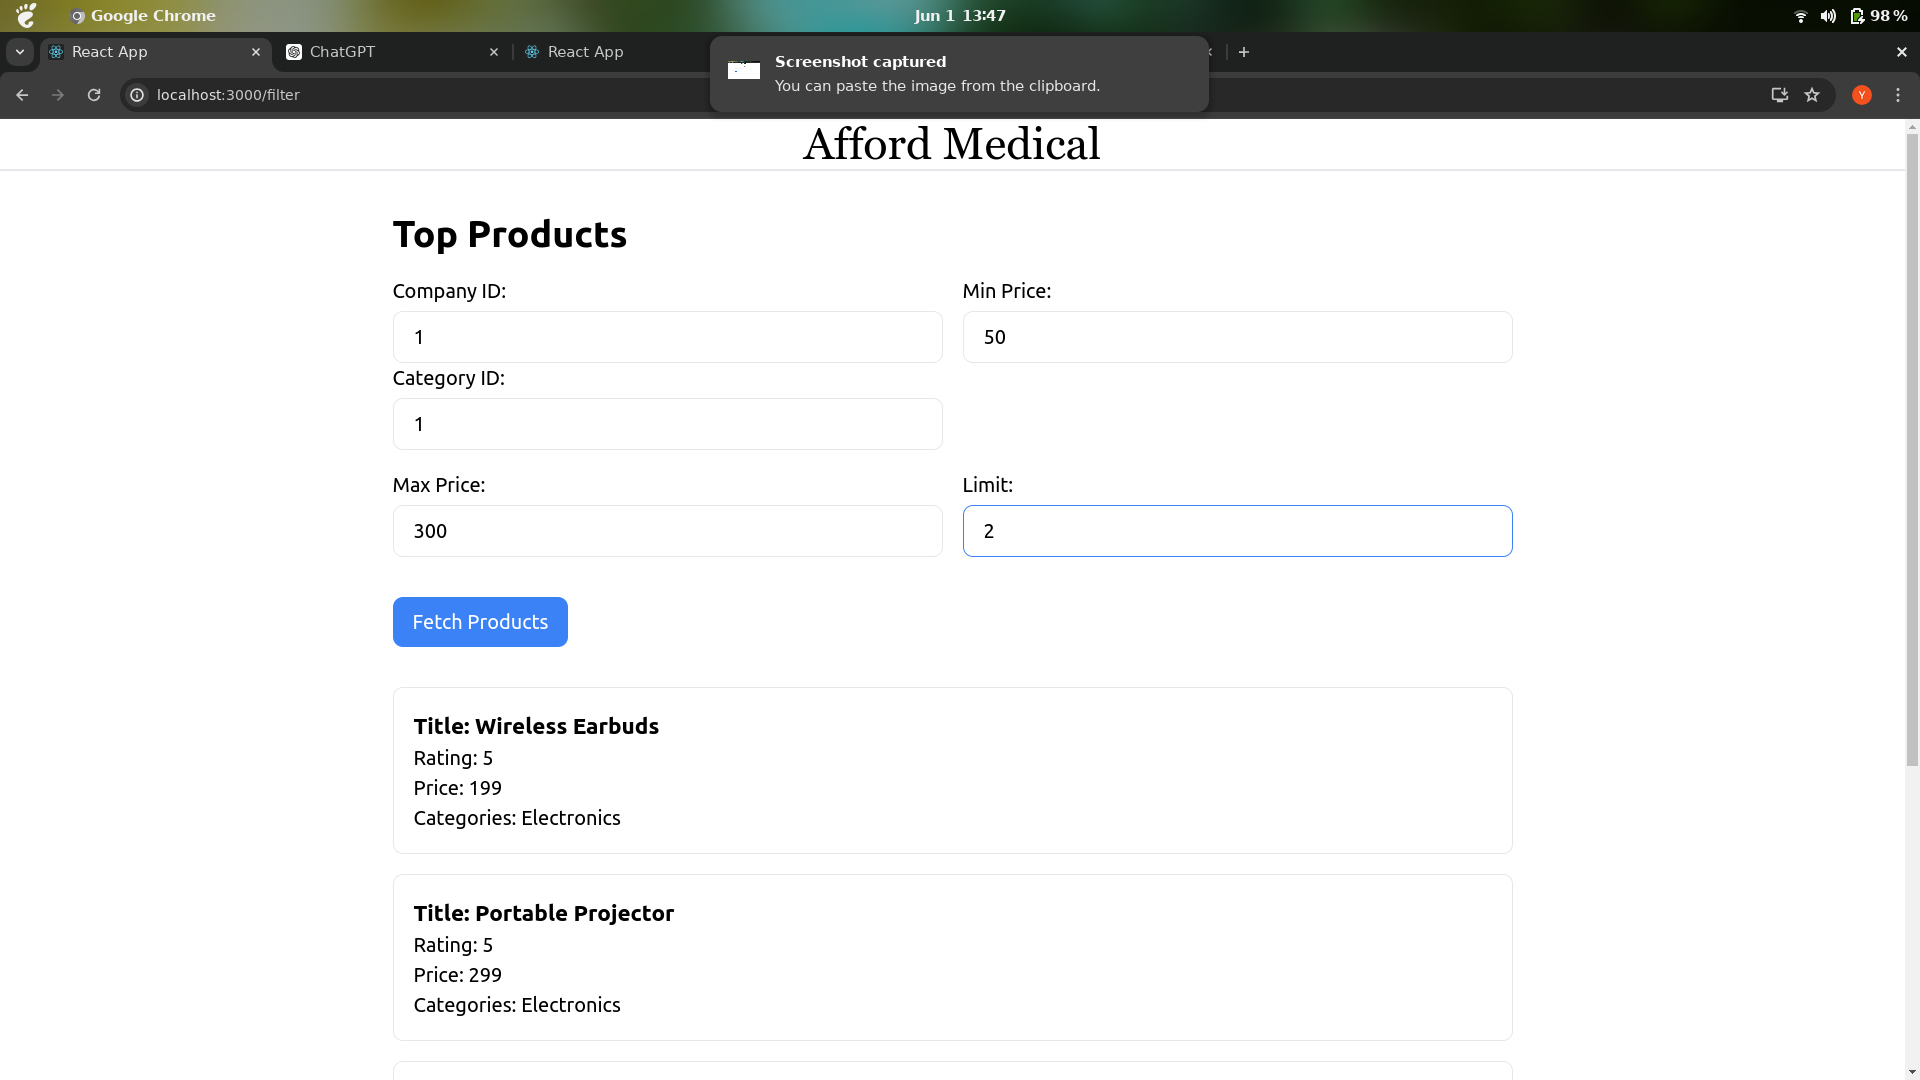 Google Chrome
Jun 1 13:47
98 %
React App
ChatGPT
React App
Screenshot captured
You can paste the image from the clipboard.
localhost:3000/filter
Y
Afford Medical
Top Products
Company ID:
Min Price:
1
50
Category ID:
1
Max Price:
Limit:
300
2
Fetch Products
Title: Wireless Earbuds
Rating: 5
Price: 199
Categories: Electronics
Title: Portable Projector
Rating: 5
Price: 299
Categories: Electronics